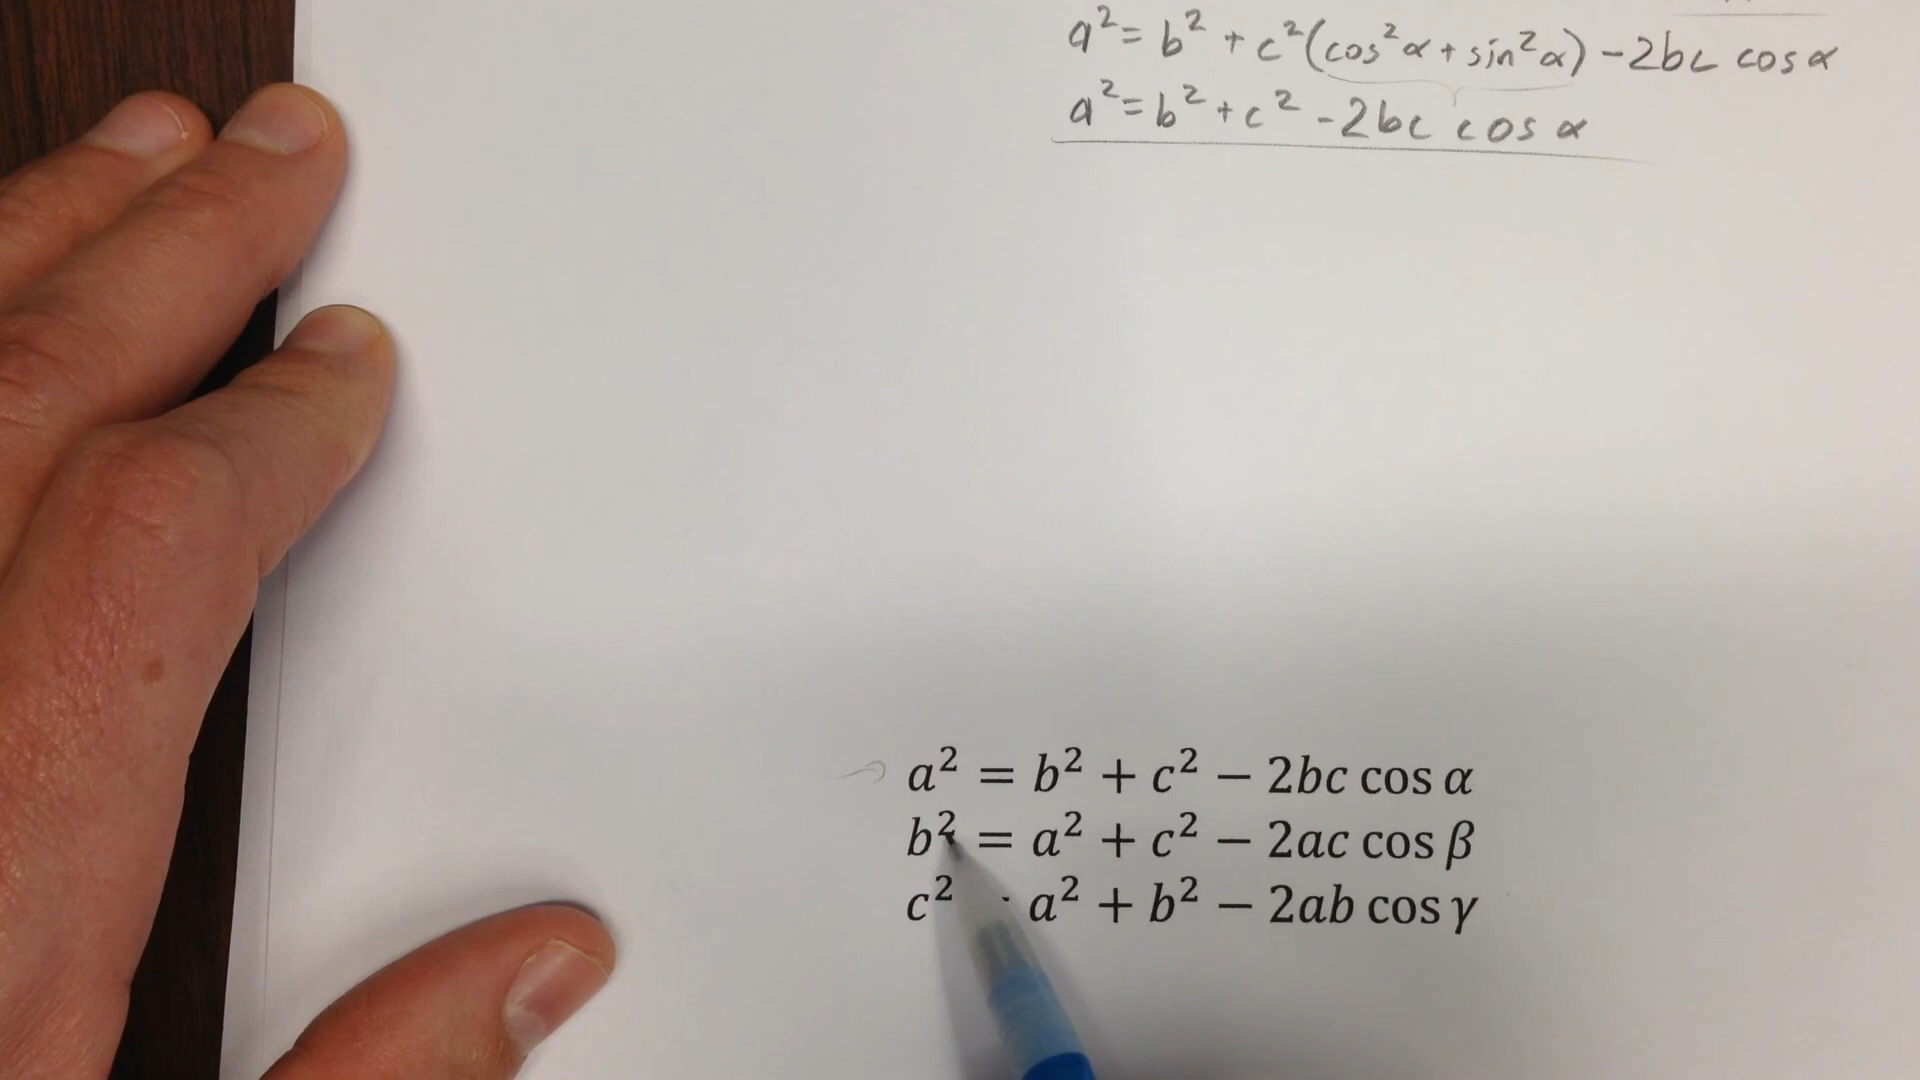 a² = b² + c²(cos²α + sin²α) - 2bc cos α
a² = b² + c² - 2bc cos α
a² = b² + c² − 2bc cos α
b² = a² + c² − 2ac cos β
c² a² + b² − 2ab cos γ